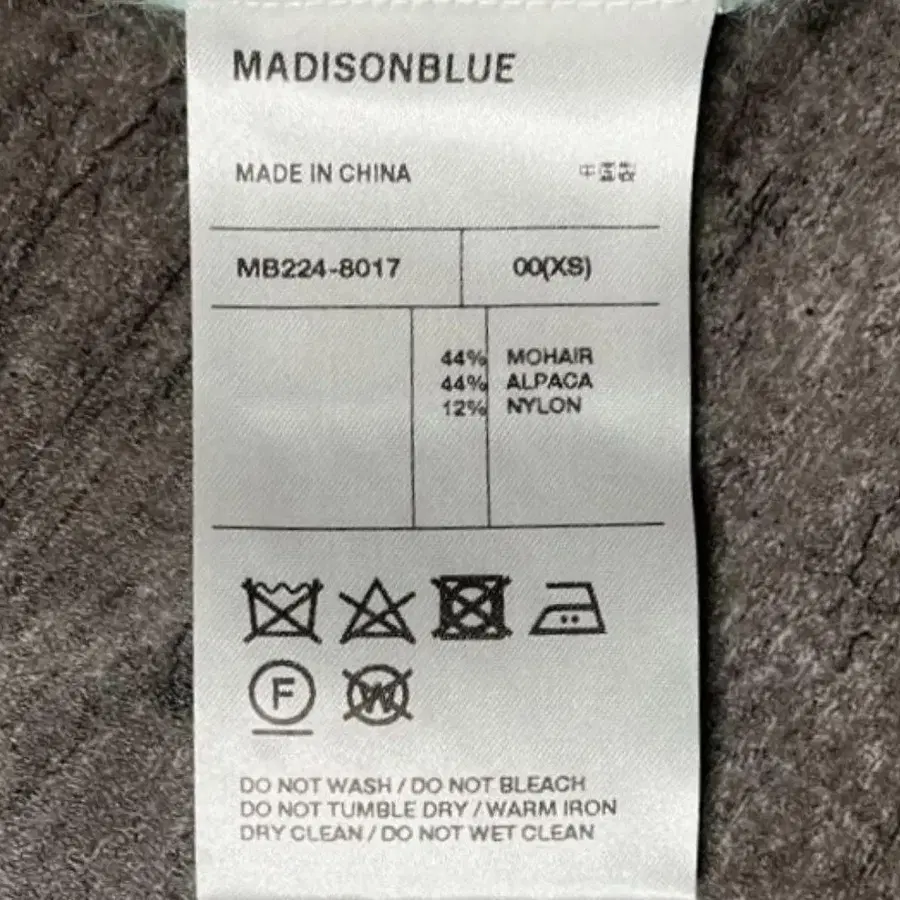 MADISONBLUE
MADE IN CHINA 中国製
MB224-8017 00(XS)
44% MOHAIR
44% ALPACA
12% NYLON
F W
DO NOT WASH / DO NOT BLEACH
DO NOT TUMBLE DRY / WARM IRON
DRY CLEAN / DO NOT WET CLEAN